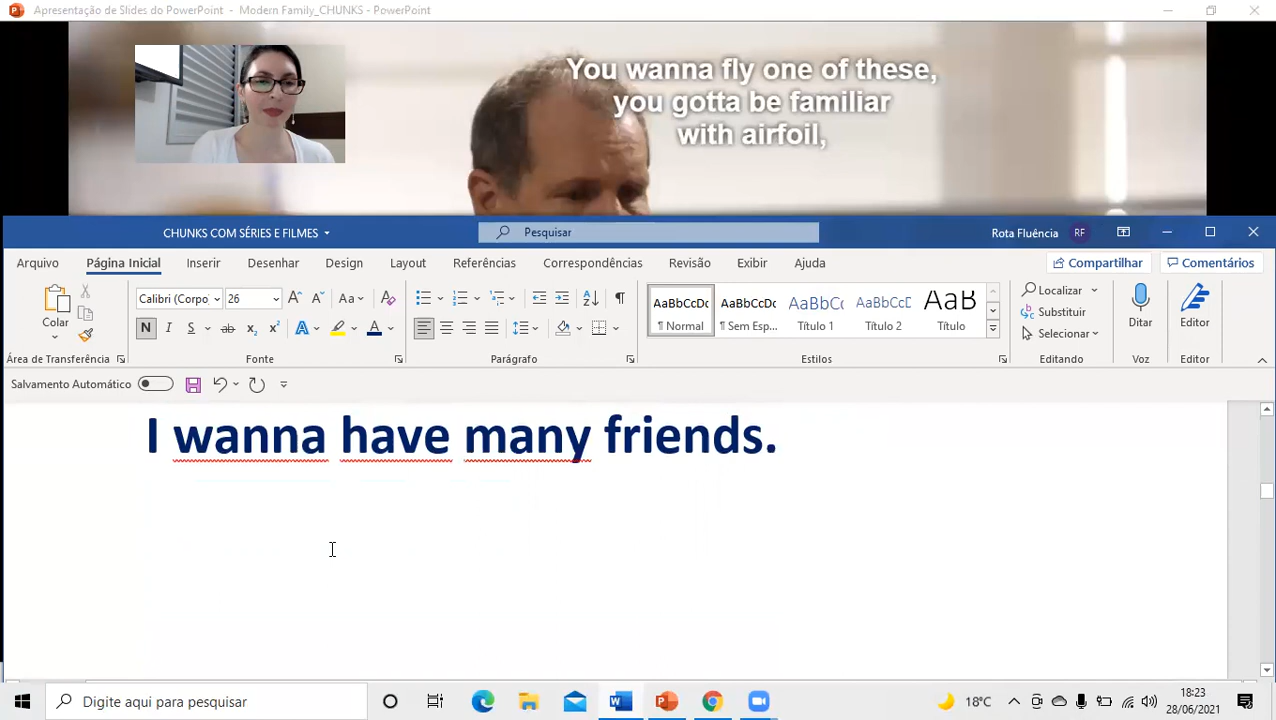 Apresentação de Slides do PowerPoint - Modern Family_CHUNKS - PowerPoint
You wanna fly one of these,
you gotta be familiar
with airfoil,
CHUNKS COM SÉRIES E FILMES
Pesquisar
Rota Fluência RF
Arquivo Página Inicial Inserir Desenhar Design Layout Referências Correspondências Revisão Exibir Ajuda Compartilhar Comentários
Colar
Calibri (Corpo) 26
AaBbCcDc AaBbCcDc AaBbCc AaBbCcD AaB
¶ Normal ¶ Sem Esp... Título 1 Título 2 Título
Localizar
Substituir
Selecionar
Ditar
Editor
Área de Transferência Fonte Parágrafo Estilos Editando Voz Editor
Salvamento Automático
I wanna have many friends.
Digite aqui para pesquisar
18°C
18:23
28/06/2021